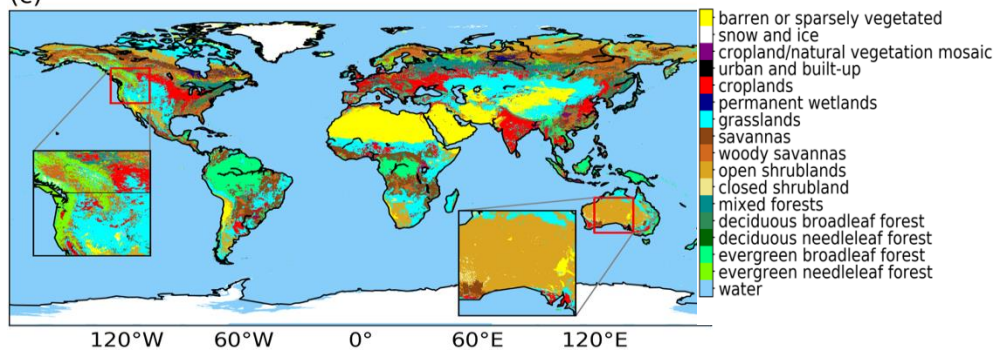 (c)
barren or sparsely vegetated
snow and ice
cropland/natural vegetation mosaic
urban and built-up
croplands
permanent wetlands
grasslands
savannas
woody savannas
open shrublands
closed shrubland
mixed forests
deciduous broadleaf forest
deciduous needleleaf forest
evergreen broadleaf forest
evergreen needleleaf forest
water
120°W 60°W 0° 60°E 120°E